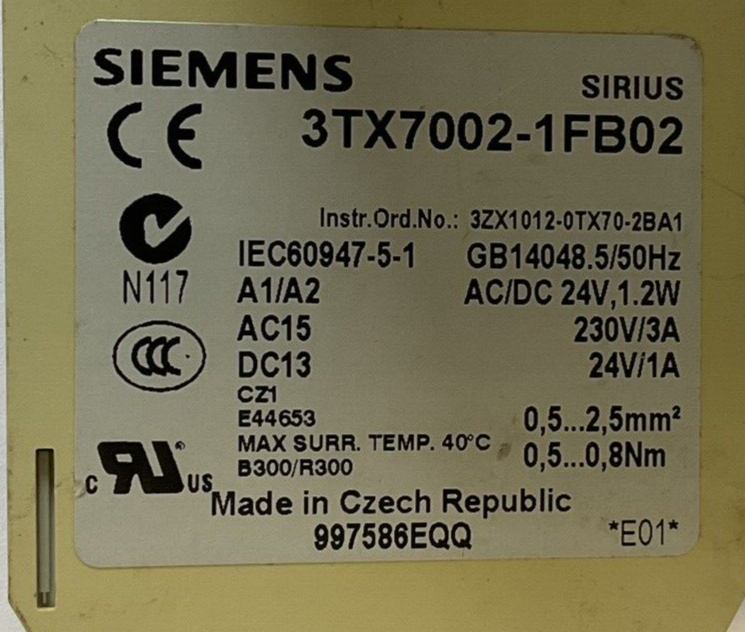 SIEMENS
SIRIUS
CE
3TX7002-1FB02
Instr.Ord.No.: 3ZX1012-0TX70-2BA1
IEC60947-5-1 GB14048.5/50Hz
N117
A1/A2 AC/DC 24V,1.2W
AC15 230V/3A
CCC
DC13 24V/1A
CZ1
E44653 0,5...2,5mm²
MAX SURR. TEMP. 40°C
B300/R300 0,5...0,8Nm
c RU® US
Made in Czech Republic
997586EQQ *E01*